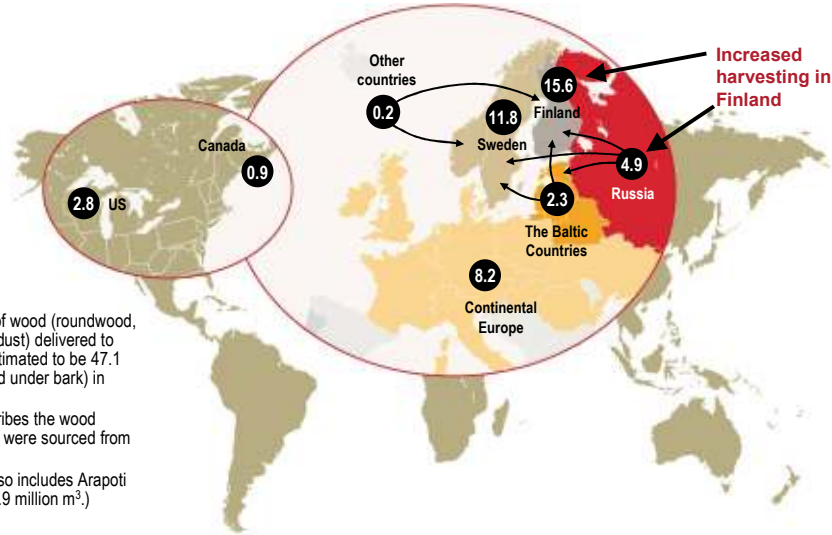 Other
countries
0.2
15.6
Finland
11.8
Sweden
Increased
harvesting in
Finland
Canada
0.9
2.8 US
4.9
Russia
2.3
The Baltic
Countries
8.2
Continental
Europe
of wood (roundwood,
dust) delivered to
timated to be 47.1
d under bark) in
ribes the wood
were sourced from
so includes Arapoti
.9 million m³.)